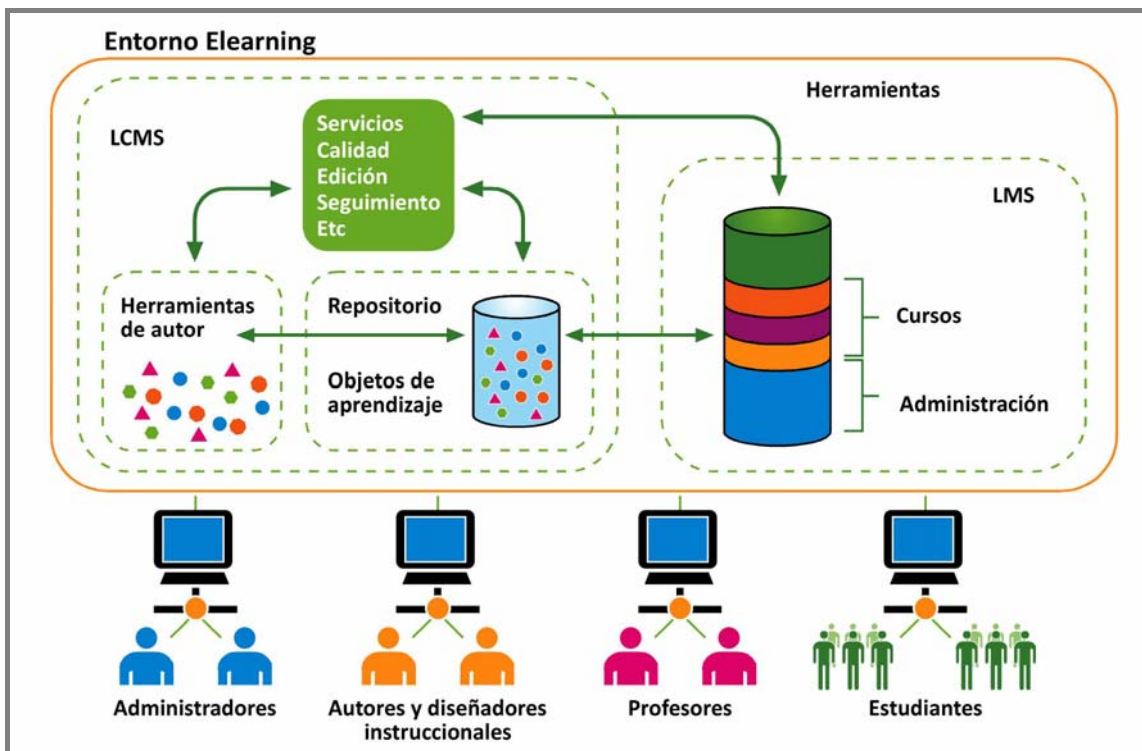 Entorno Elearning
Herramientas
LCMS
Servicios
Calidad
Edición
Seguimiento
Etc
LMS
Herramientas
de autor
Repositorio
Objetos de
aprendizaje
Cursos
Administración
Administradores
Autores y diseñadores
instruccionales
Profesores
Estudiantes